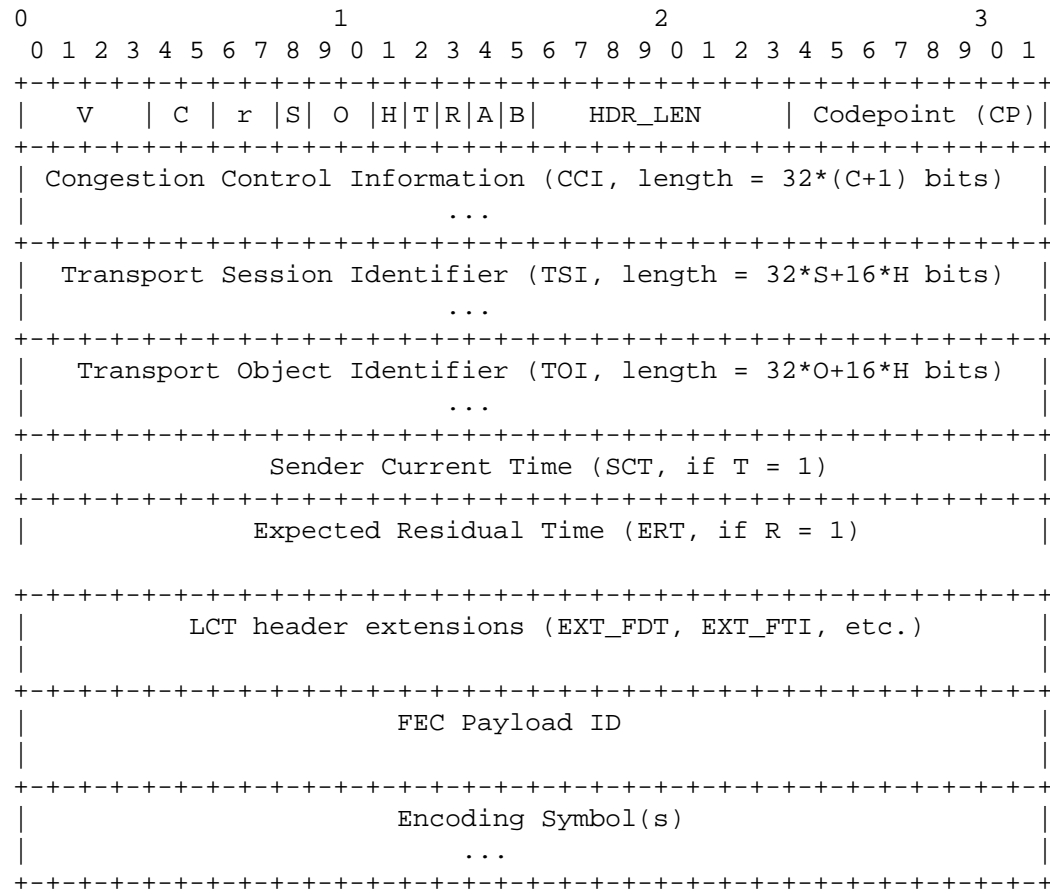 0                   1                   2                   3
 0 1 2 3 4 5 6 7 8 9 0 1 2 3 4 5 6 7 8 9 0 1 2 3 4 5 6 7 8 9 0 1
+-+-+-+-+-+-+-+-+-+-+-+-+-+-+-+-+-+-+-+-+-+-+-+-+-+-+-+-+-+-+-+-+
|   V   | C | r |S| O |H|T|R|A|B|   HDR_LEN     | Codepoint (CP)|
+-+-+-+-+-+-+-+-+-+-+-+-+-+-+-+-+-+-+-+-+-+-+-+-+-+-+-+-+-+-+-+-+
| Congestion Control Information (CCI, length = 32*(C+1) bits)  |
|                          ...                                  |
+-+-+-+-+-+-+-+-+-+-+-+-+-+-+-+-+-+-+-+-+-+-+-+-+-+-+-+-+-+-+-+-+
|  Transport Session Identifier (TSI, length = 32*S+16*H bits)  |
|                          ...                                  |
+-+-+-+-+-+-+-+-+-+-+-+-+-+-+-+-+-+-+-+-+-+-+-+-+-+-+-+-+-+-+-+-+
|   Transport Object Identifier (TOI, length = 32*O+16*H bits)  |
|                          ...                                  |
+-+-+-+-+-+-+-+-+-+-+-+-+-+-+-+-+-+-+-+-+-+-+-+-+-+-+-+-+-+-+-+-+
|               Sender Current Time (SCT, if T = 1)             |
+-+-+-+-+-+-+-+-+-+-+-+-+-+-+-+-+-+-+-+-+-+-+-+-+-+-+-+-+-+-+-+-+
|              Expected Residual Time (ERT, if R = 1)           |
+-+-+-+-+-+-+-+-+-+-+-+-+-+-+-+-+-+-+-+-+-+-+-+-+-+-+-+-+-+-+-+-+
|          LCT header extensions (EXT_FDT, EXT_FTI, etc.)       |
|                                                               |
+-+-+-+-+-+-+-+-+-+-+-+-+-+-+-+-+-+-+-+-+-+-+-+-+-+-+-+-+-+-+-+-+
|                       FEC Payload ID                          |
|                                                               |
+-+-+-+-+-+-+-+-+-+-+-+-+-+-+-+-+-+-+-+-+-+-+-+-+-+-+-+-+-+-+-+-+
|                       Encoding Symbol(s)                      |
|                           ...                                 |
+-+-+-+-+-+-+-+-+-+-+-+-+-+-+-+-+-+-+-+-+-+-+-+-+-+-+-+-+-+-+-+-+